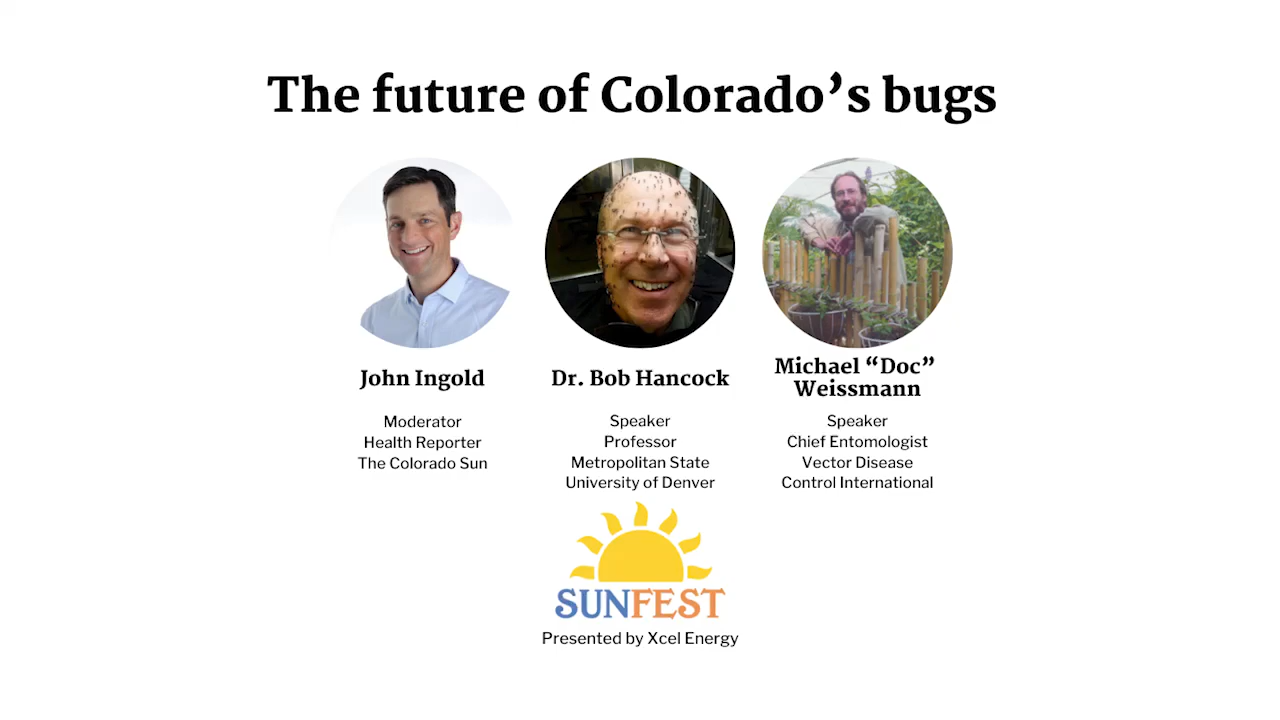 The future of Colorado’s bugs
John Ingold
Moderator
Health Reporter
The Colorado Sun
Dr. Bob Hancock
Speaker
Professor
Metropolitan State
University of Denver
Michael “Doc”
Weissmann
Speaker
Chief Entomologist
Vector Disease
Control International
SUNFEST
Presented by Xcel Energy